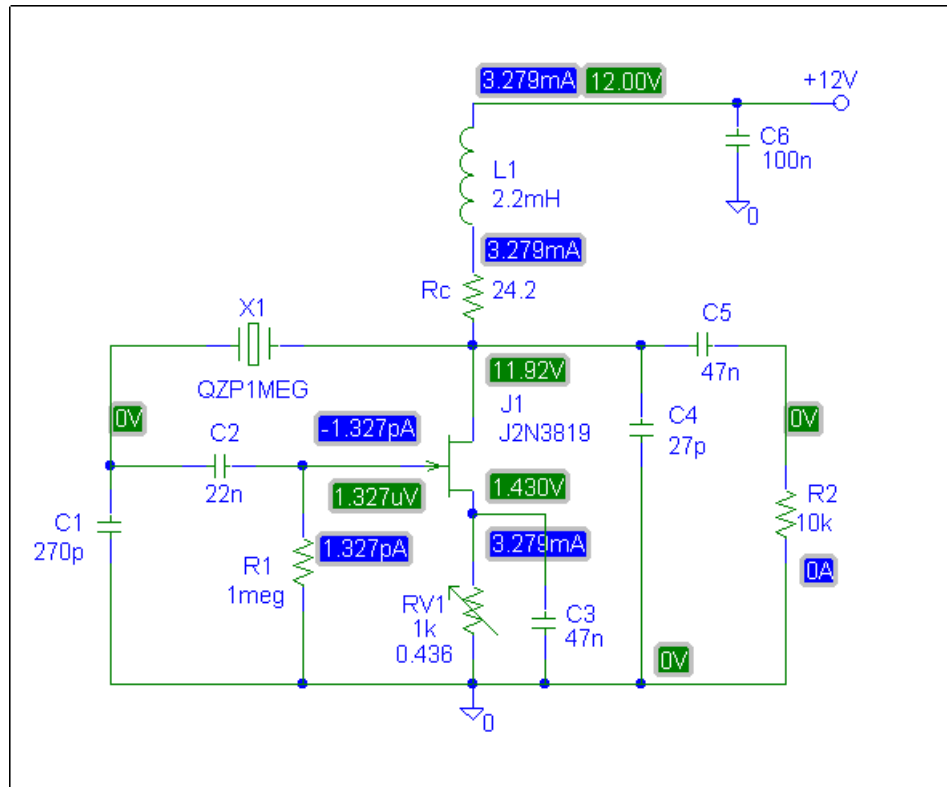 3.279mA 12.00V
+12V
C6
100n
0
L1
2.2mH
3.279mA
Rc 24.2
X1
QZP1MEG
C5
47n
11.92V
J1
J2N3819
0V
C2
22n
-1.327pA
1.327uV
1.430V
C4
27p
0V
R2
10k
0A
C1
270p
R1
1meg
1.327pA
3.279mA
RV1
1k
0.436
C3
47n
0V
0